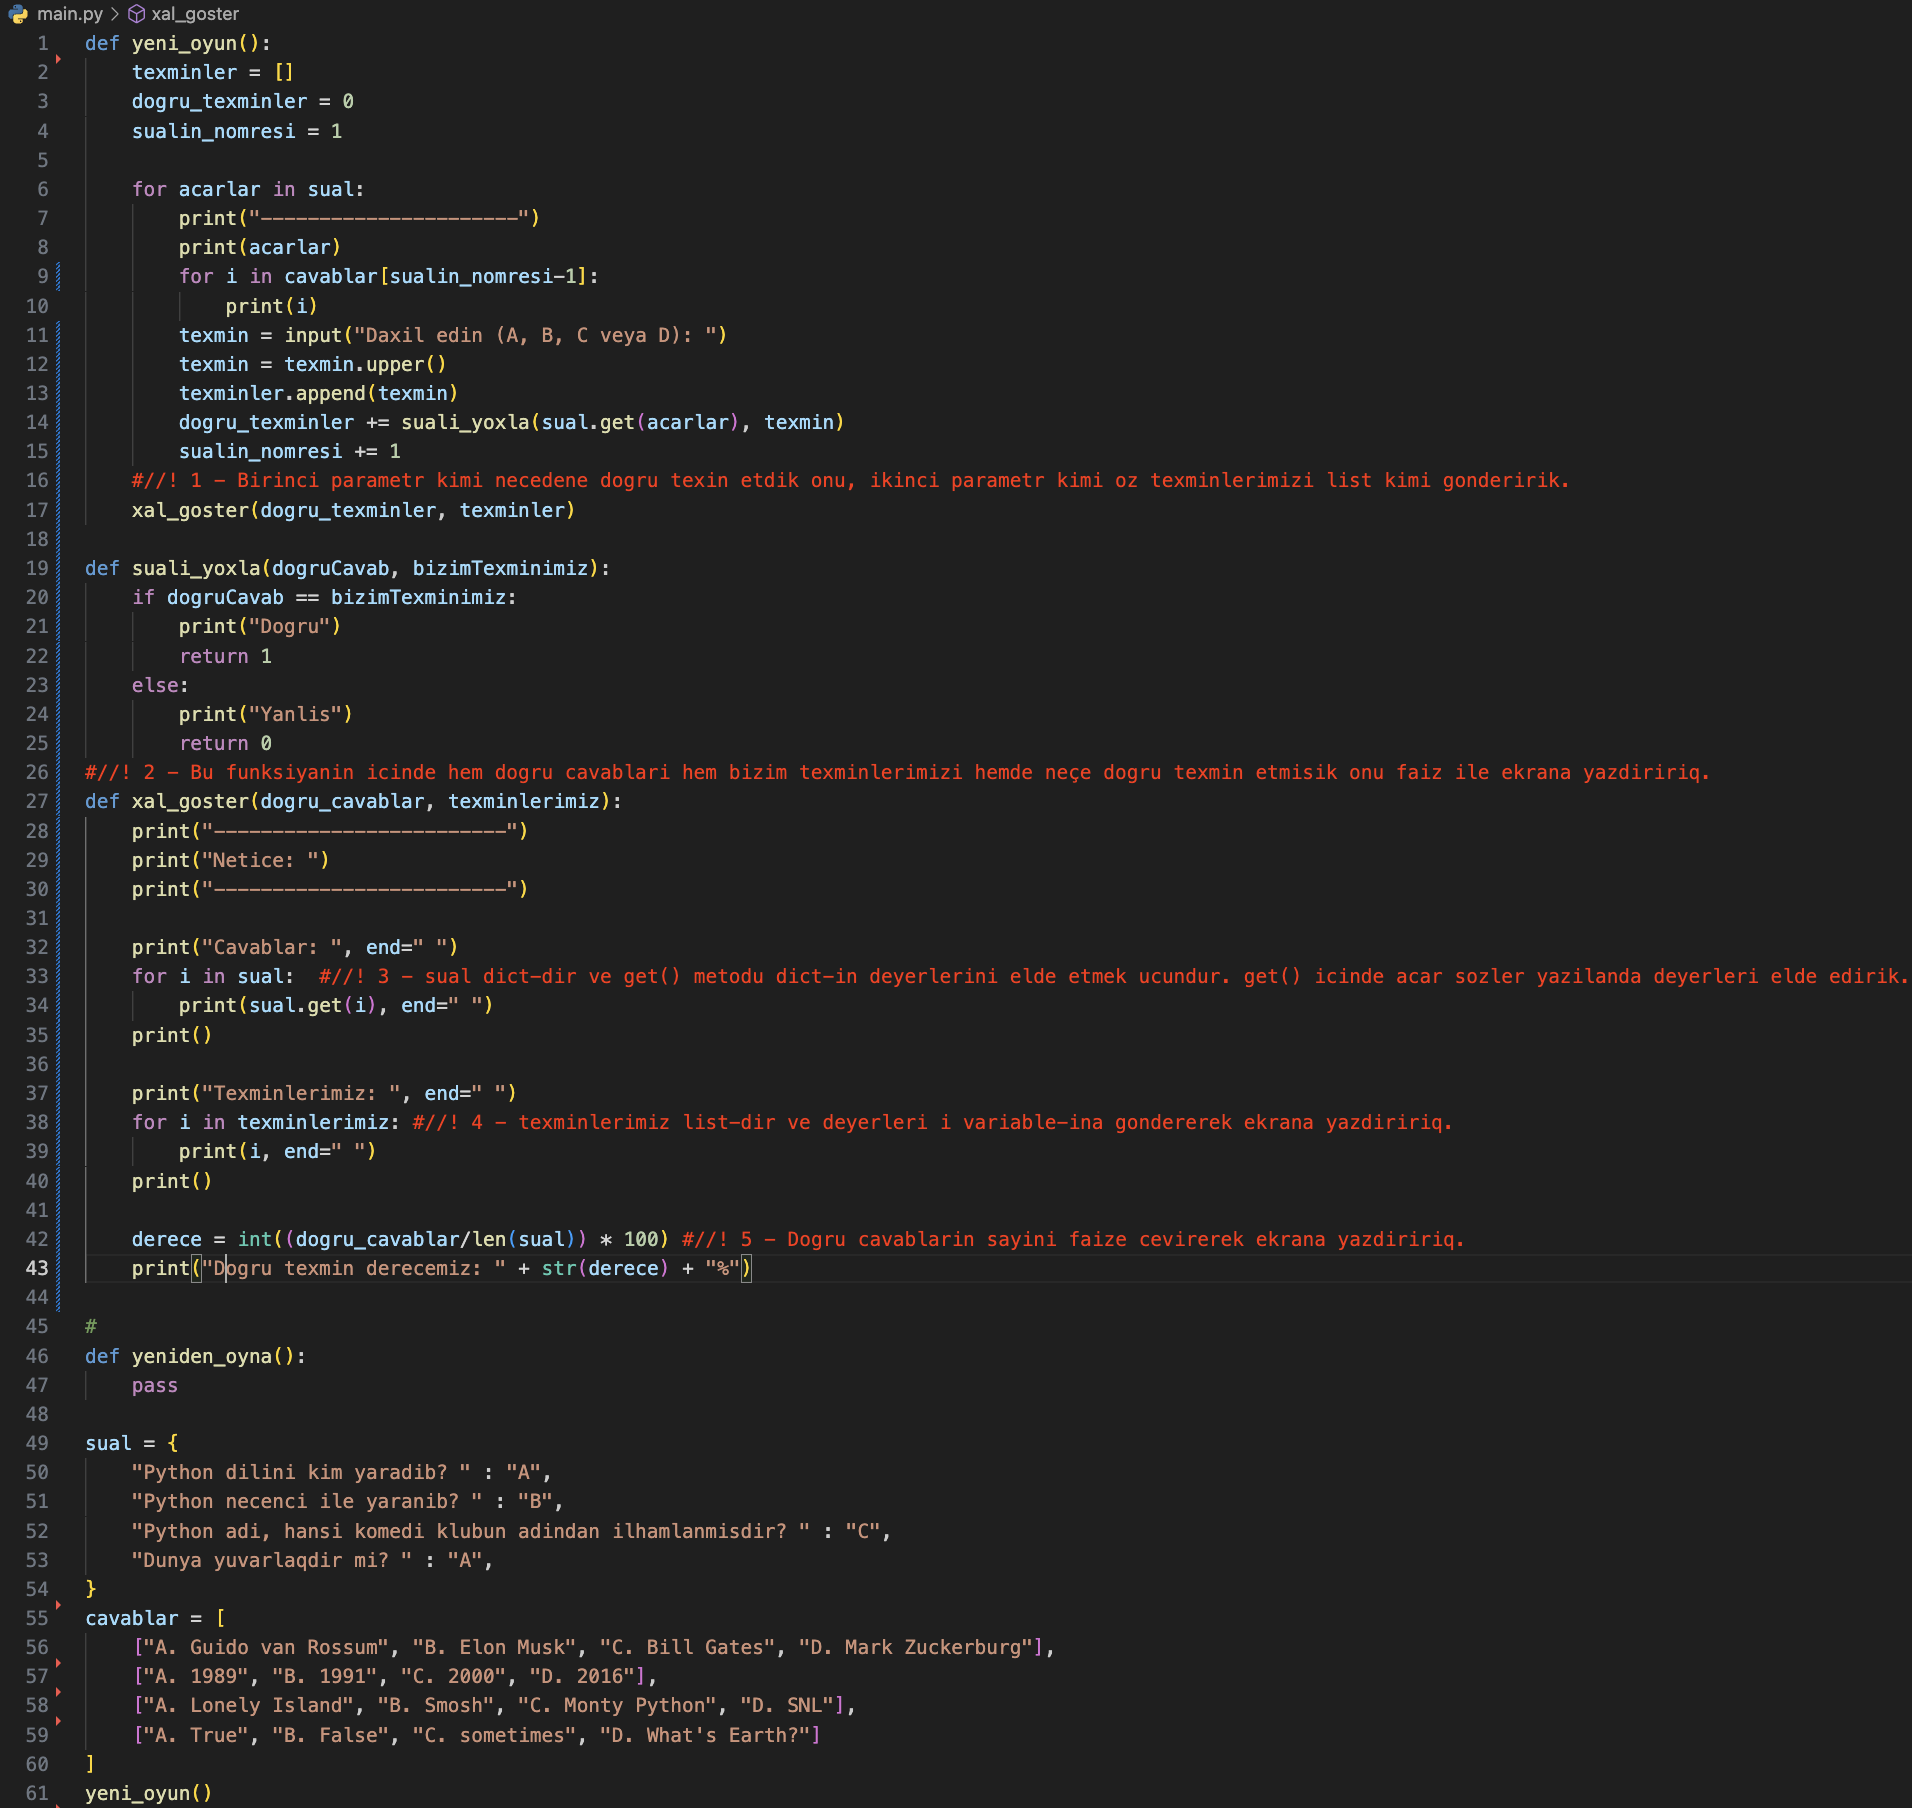 main.py > xal_goster
1 def yeni_oyun():
2     texminler = []
3     dogru_texminler = 0
4     sualin_nomresi = 1
5
6     for acarlar in sual:
7         print("----------------------")
8         print(acarlar)
9         for i in cavablar[sualin_nomresi-1]:
10             print(i)
11         texmin = input("Daxil edin (A, B, C veya D): ")
12         texmin = texmin.upper()
13         texminler.append(texmin)
14         dogru_texminler += suali_yoxla(sual.get(acarlar), texmin)
15         sualin_nomresi += 1
16     #//! 1 - Birinci parametr kimi necedene dogru texin etdik onu, ikinci parametr kimi oz texminlerimizi list kimi gonderirik.
17     xal_goster(dogru_texminler, texminler)
18
19 def suali_yoxla(dogruCavab, bizimTexminimiz):
20     if dogruCavab == bizimTexminimiz:
21         print("Dogru")
22         return 1
23     else:
24         print("Yanlis")
25         return 0
26 #//! 2 - Bu funksiyanin icinde hem dogru cavablari hem bizim texminlerimizi hemde neçe dogru texmin etmisik onu faiz ile ekrana yazdiririq.
27 def xal_goster(dogru_cavablar, texminlerimiz):
28     print("-------------------------")
29     print("Netice: ")
30     print("-------------------------")
31
32     print("Cavablar: ", end=" ")
33     for i in sual:  #//! 3 - sual dict-dir ve get() metodu dict-in deyerlerini elde etmek ucundur. get() icinde acar sozler yazilanda deyerleri elde edirik.
34         print(sual.get(i), end=" ")
35     print()
36
37     print("Texminlerimiz: ", end=" ")
38     for i in texminlerimiz: #//! 4 - texminlerimiz list-dir ve deyerleri i variable-ina gondererek ekrana yazdiririq.
39         print(i, end=" ")
40     print()
41
42     derece = int((dogru_cavablar/len(sual)) * 100) #//! 5 - Dogru cavablarin sayini faize cevirerek ekrana yazdiririq.
43     print("Dogru texmin derecemiz: " + str(derece) + "%")
44
45 #
46 def yeniden_oyna():
47     pass
48
49 sual = {
50     "Python dilini kim yaradib? " : "A",
51     "Python necenci ile yaranib? " : "B",
52     "Python adi, hansi komedi klubun adindan ilhamlanmisdir? " : "C",
53     "Dunya yuvarlaqdir mi? " : "A",
54 }
55 cavablar = [
56     ["A. Guido van Rossum", "B. Elon Musk", "C. Bill Gates", "D. Mark Zuckerburg"],
57     ["A. 1989", "B. 1991", "C. 2000", "D. 2016"],
58     ["A. Lonely Island", "B. Smosh", "C. Monty Python", "D. SNL"],
59     ["A. True", "B. False", "C. sometimes", "D. What's Earth?"]
60 ]
61 yeni_oyun()